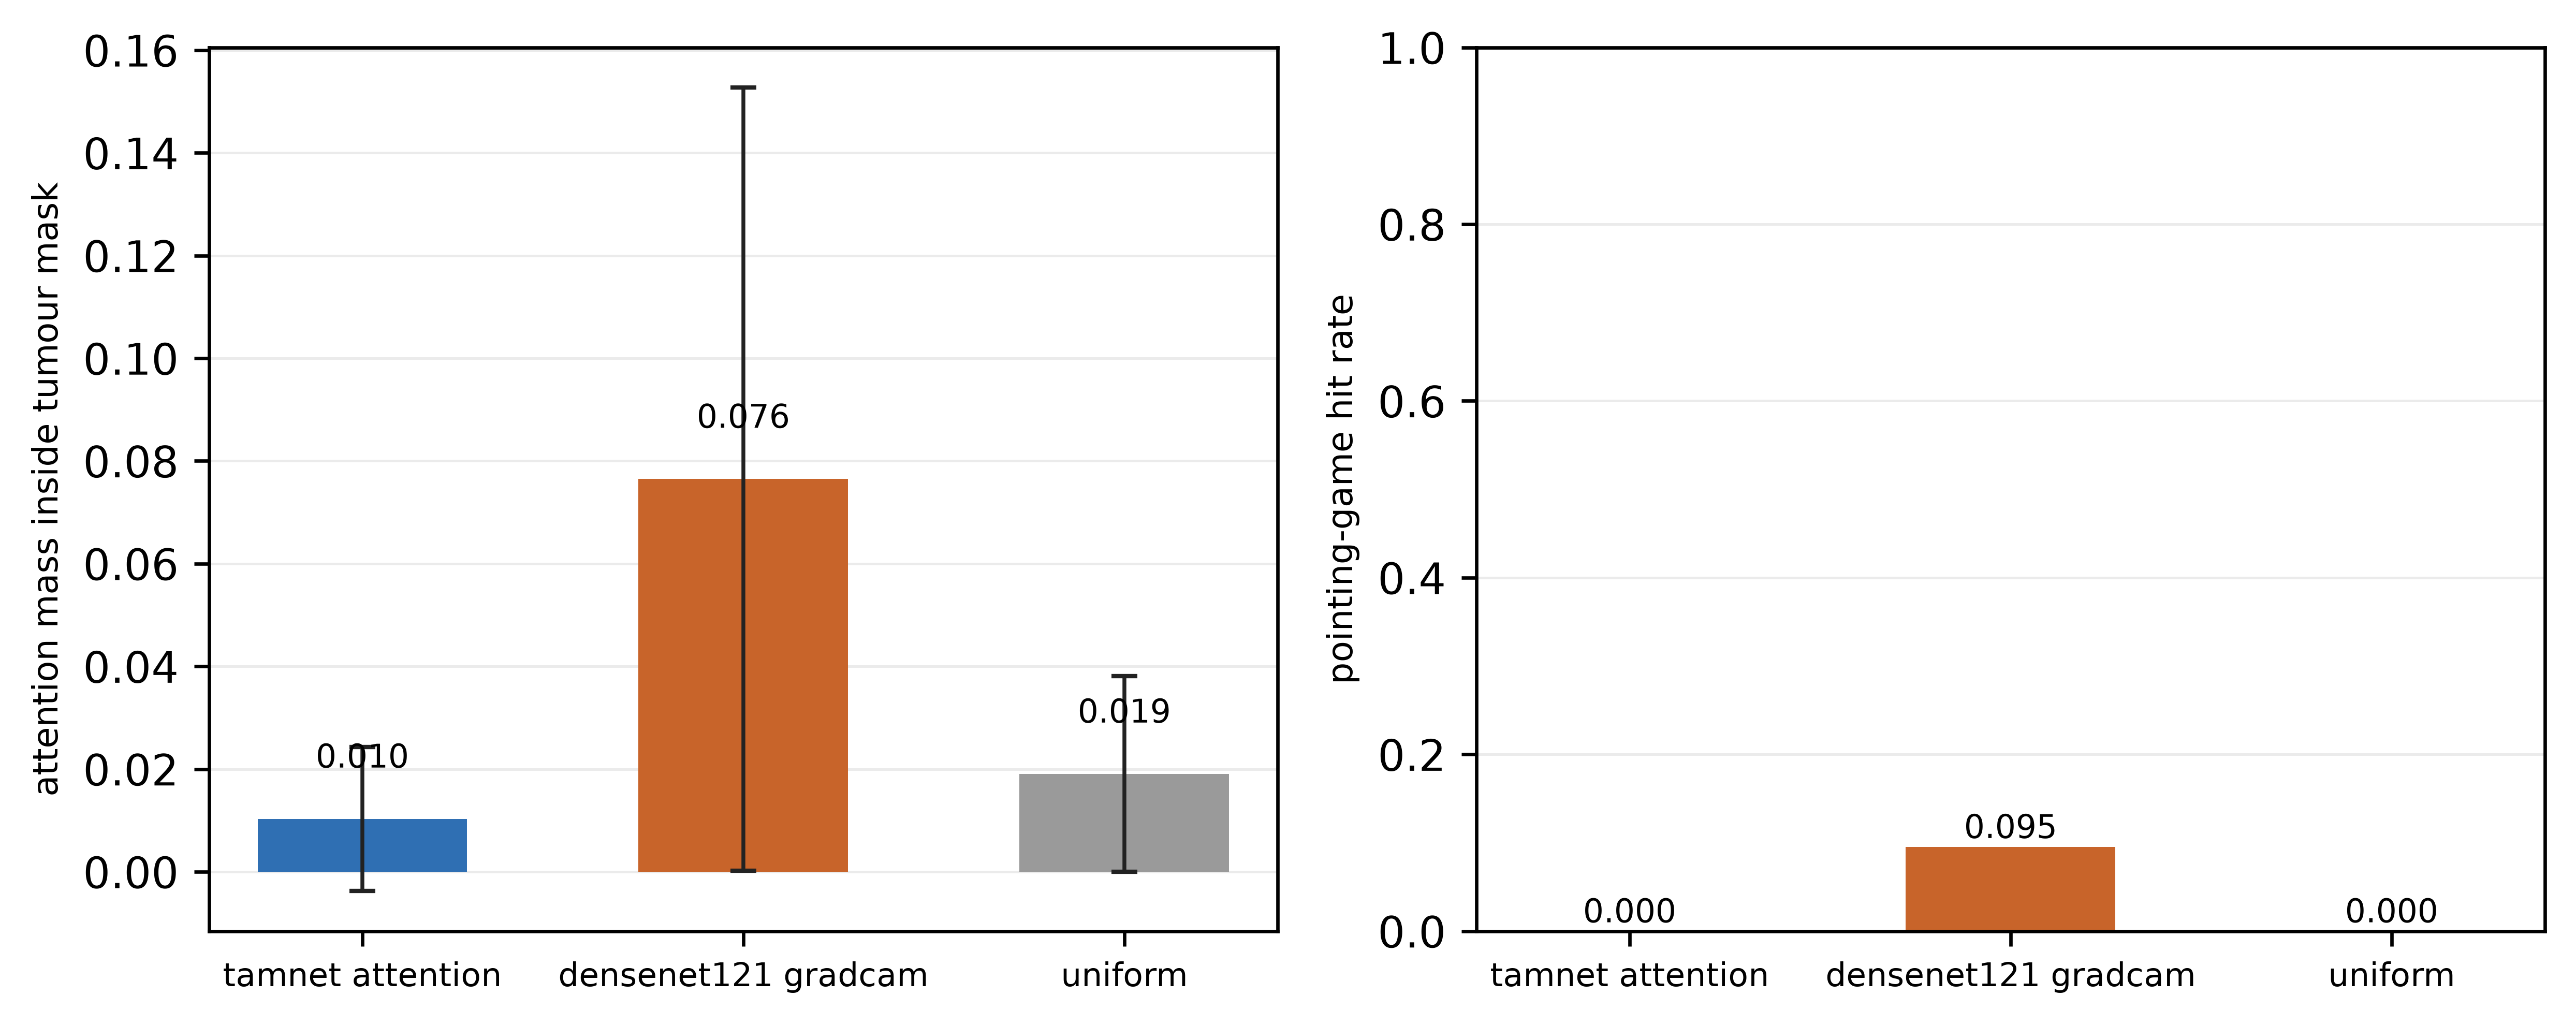 attention mass inside tumour mask
0.16
0.14
0.12
0.10
0.08
0.06
0.04
0.02
0.00
0.010
0.076
0.019
tamnet attention
densenet121 gradcam
uniform
pointing-game hit rate
1.0
0.8
0.6
0.4
0.2
0.0
0.000
0.095
0.000
tamnet attention
densenet121 gradcam
uniform